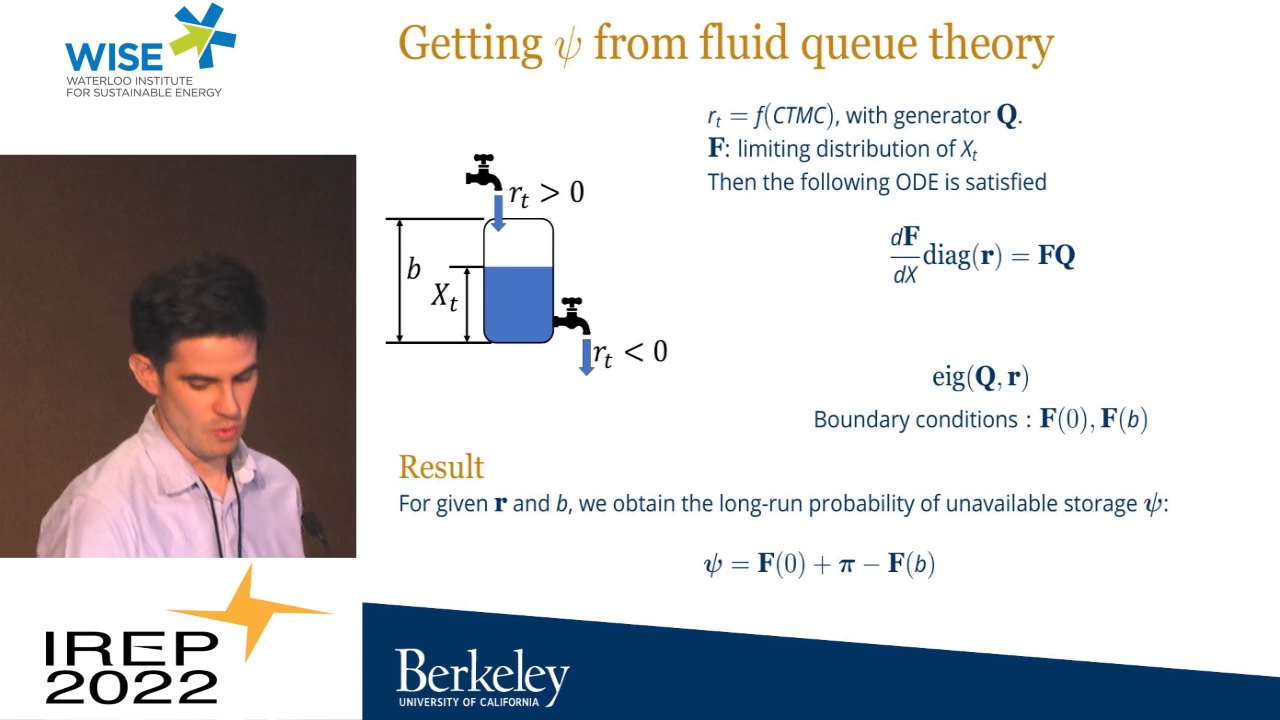 WISE
WATERLOO INSTITUTE
FOR SUSTAINABLE ENERGY
Getting ψ from fluid queue theory
r_t = f(CTMC), with generator Q.
F: limiting distribution of X_t
Then the following ODE is satisfied
dF/dX diag(r) = FQ
r_t > 0
b
X_t
r_t < 0
eig(Q, r)
Boundary conditions : F(0), F(b)
Result
For given r and b, we obtain the long-run probability of unavailable storage ψ:
ψ = F(0) + π − F(b)
IREP
2022
Berkeley
UNIVERSITY OF CALIFORNIA